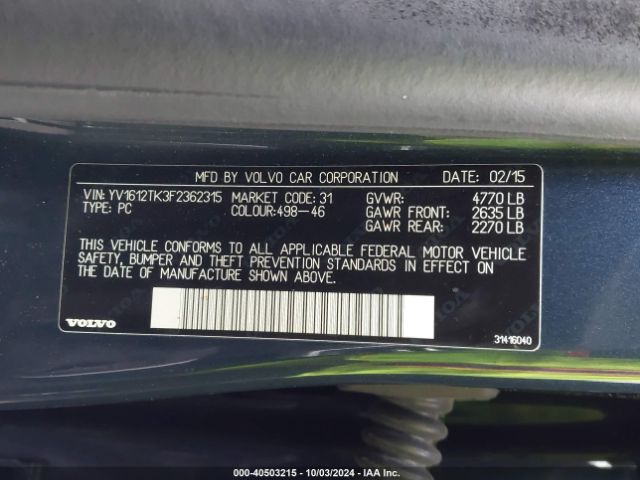 MFD BY VOLVO CAR CORPORATION DATE: 02/15
VIN: YV1612TK3F2362315 MARKET CODE: 31 GVWR: 4770 LB
TYPE: PC COLOUR:498-46 GAWR FRONT: 2635 LB
GAWR REAR: 2270 LB
THIS VEHICLE CONFORMS TO ALL APPLICABLE FEDERAL MOTOR VEHICLE
SAFETY, BUMPER AND THEFT PREVENTION STANDARDS IN EFFECT ON
THE DATE OF MANUFACTURE SHOWN ABOVE.
VOLVO
31416040
000-40503215 - 10/03/2024 - IAA Inc.